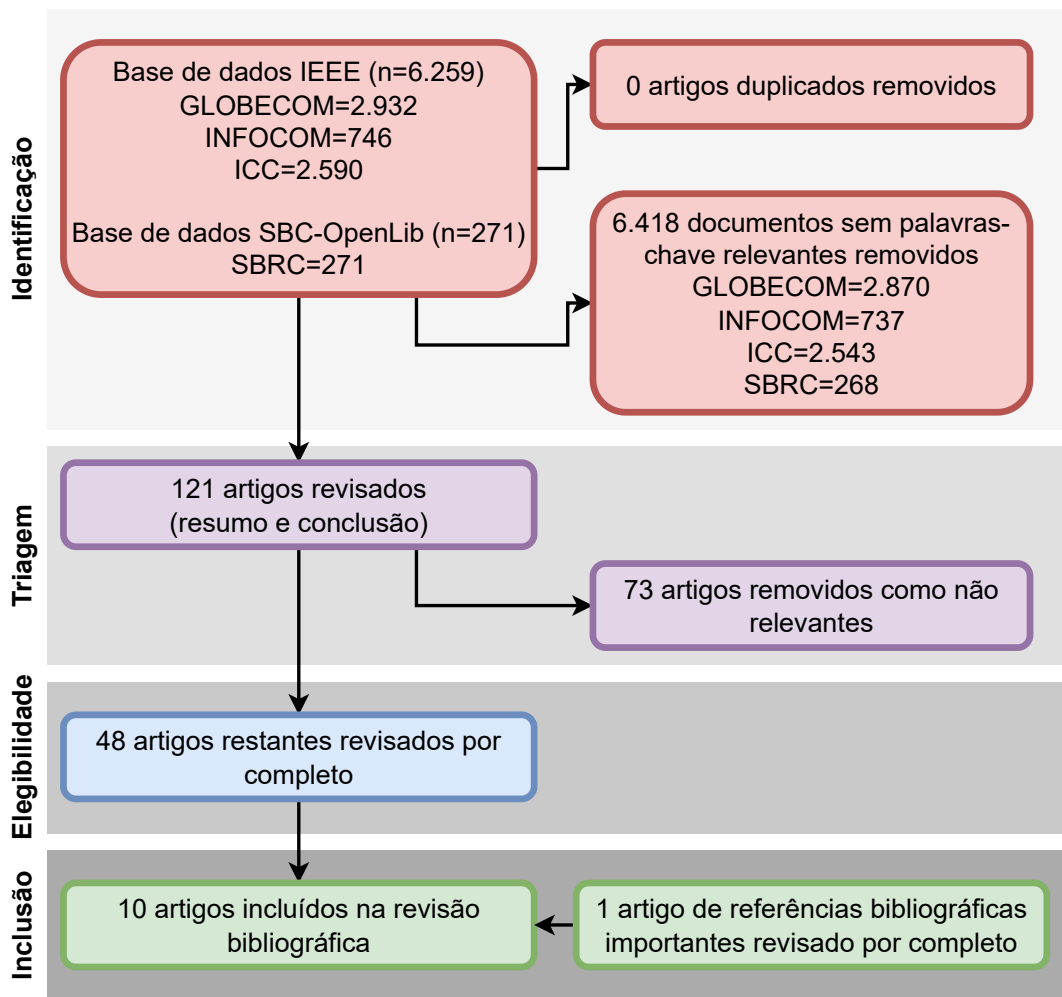 Identificação
Base de dados IEEE (n=6.259)
GLOBECOM=2.932
INFOCOM=746
ICC=2.590
Base de dados SBC-OpenLib (n=271)
SBRC=271
0 artigos duplicados removidos
6.418 documentos sem palavras-
chave relevantes removidos
GLOBECOM=2.870
INFOCOM=737
ICC=2.543
SBRC=268
Triagem
121 artigos revisados
(resumo e conclusão)
73 artigos removidos como não
relevantes
Elegibilidade
48 artigos restantes revisados por
completo
Inclusão
10 artigos incluídos na revisão
bibliográfica
1 artigo de referências bibliográficas
importantes revisado por completo